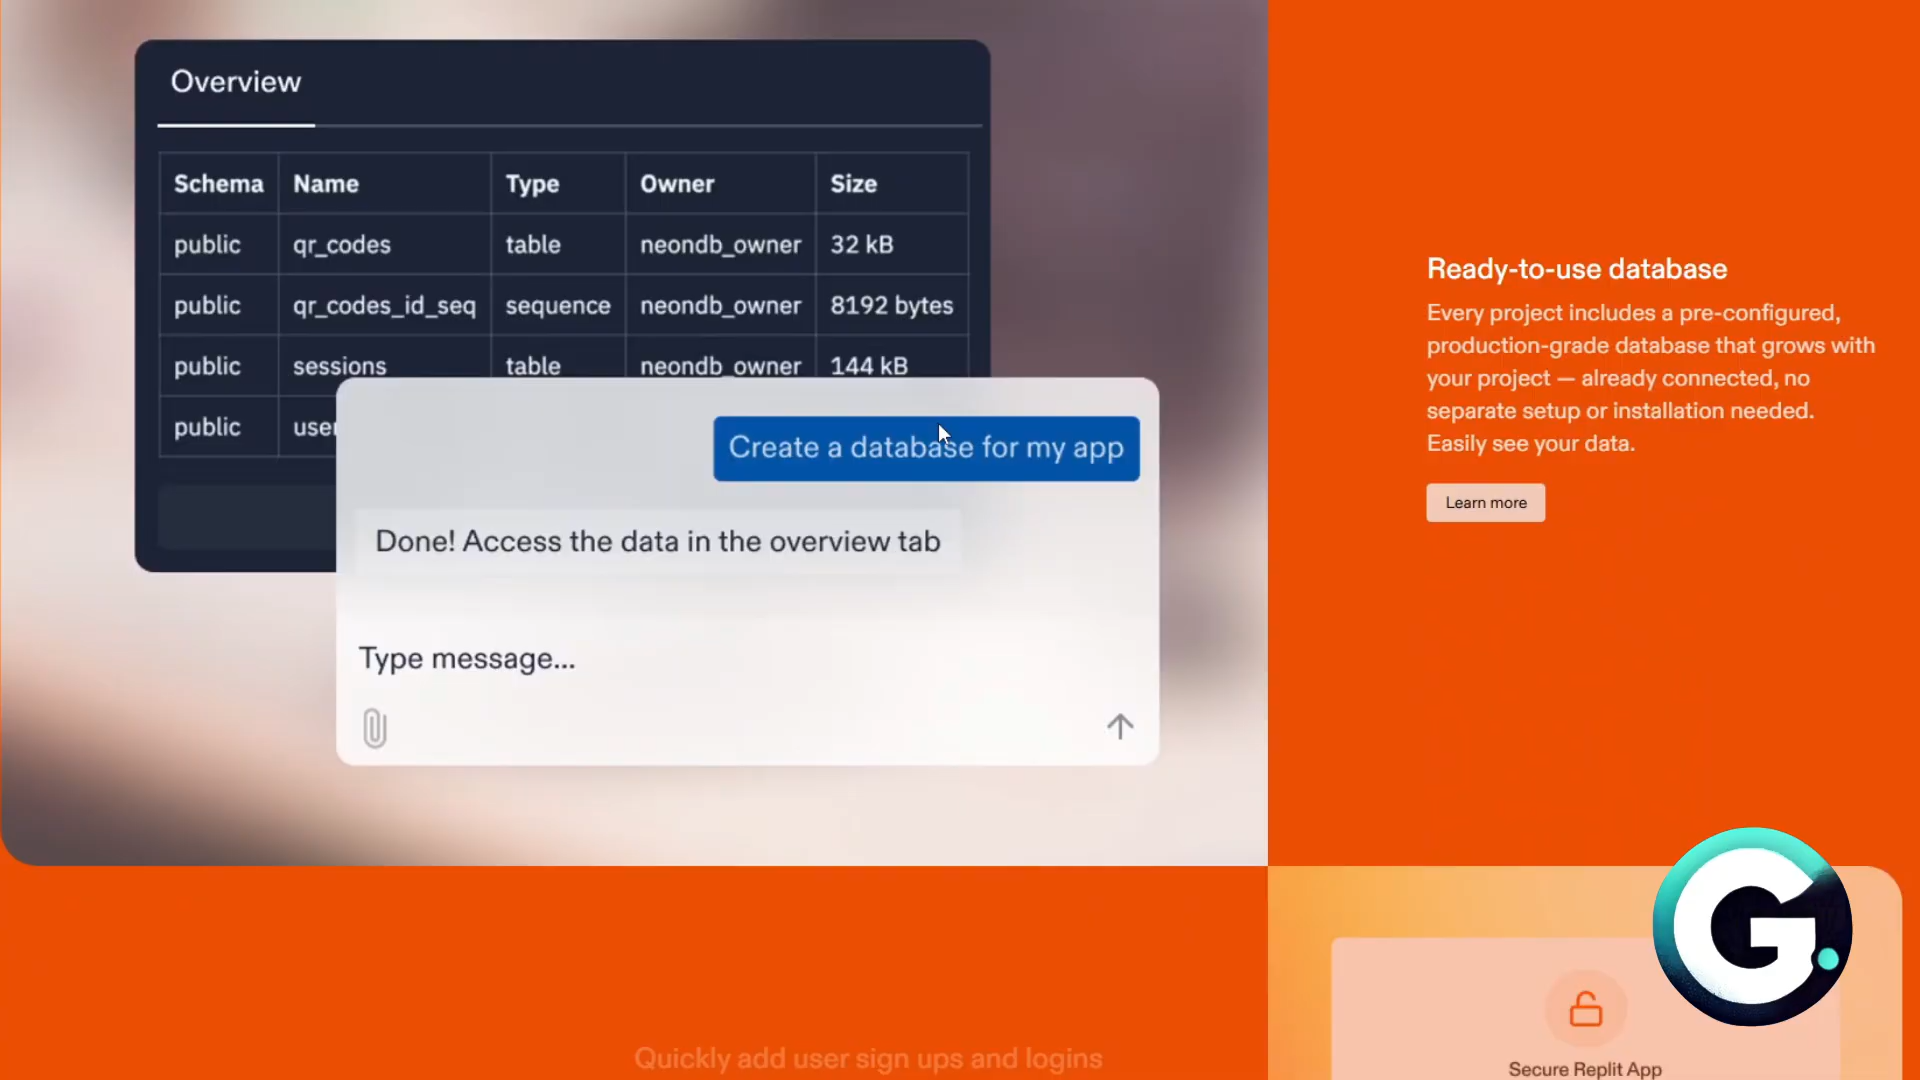 Overview
Schema Name Type Owner Size
public qr_codes table neondb_owner 32 kB
public qr_codes_id_seq sequence neondb_owner 8192 bytes
public sessions table neondb_owner 144 kB
public
Create a database for my app
Done! Access the data in the overview tab
Type message...
Ready-to-use database
Every project includes a pre-configured,
production-grade database that grows with
your project — already connected, no
separate setup or installation needed.
Easily see your data.
Learn more
G.
Quickly add user sign ups and logins
Secure Replit App